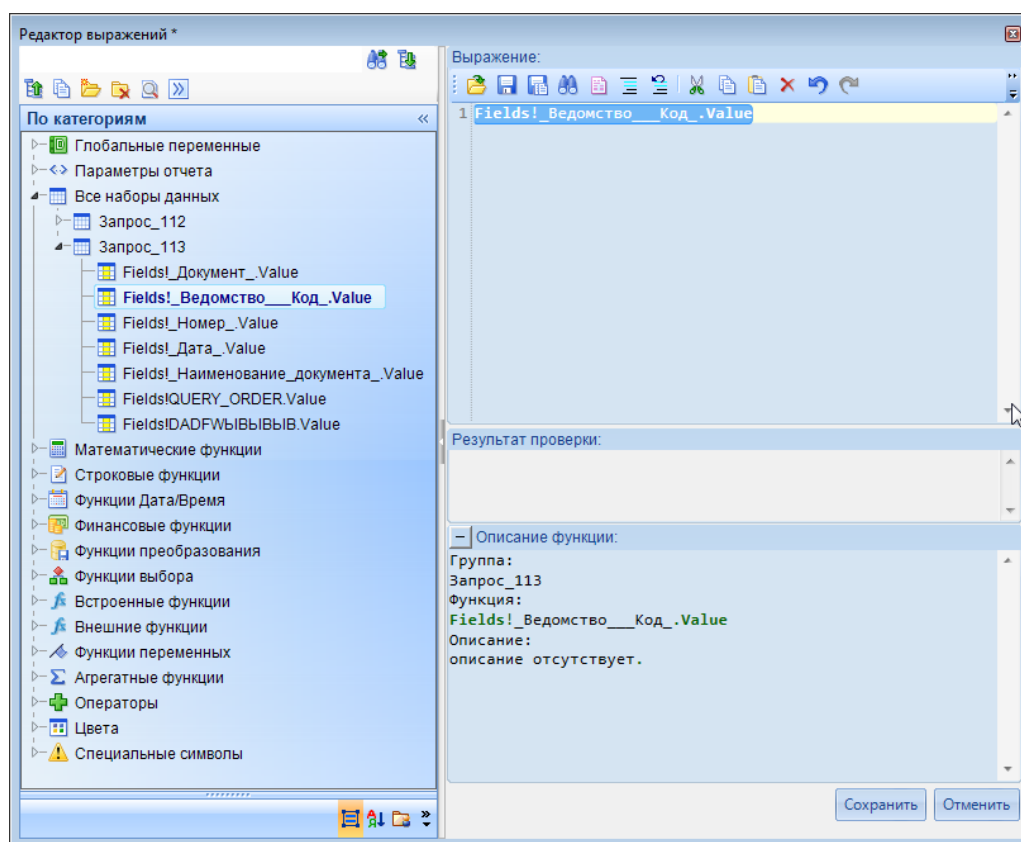 Редактор выражений *
По категориям
Глобальные переменные
Параметры отчета
Все наборы данных
Запрос_112
Запрос_113
Fields!_Документ_.Value
Fields!_Ведомство___Код_.Value
Fields!_Номер_.Value
Fields!_Дата_.Value
Fields!_Наименование_документа_.Value
Fields!QUERY_ORDER.Value
Fields!DADFWЫВЫВЫВ.Value
Математические функции
Строковые функции
Функции Дата/Время
Финансовые функции
Функции преобразования
Функции выбора
Встроенные функции
Внешние функции
Функции переменных
Агрегатные функции
Операторы
Цвета
Специальные символы
Выражение:
1 Fields!_Ведомство___Код_.Value
Результат проверки:
Описание функции:
Группа:
Запрос_113
Функция:
Fields!_Ведомство___Код_.Value
Описание:
описание отсутствует.
Сохранить Отменить